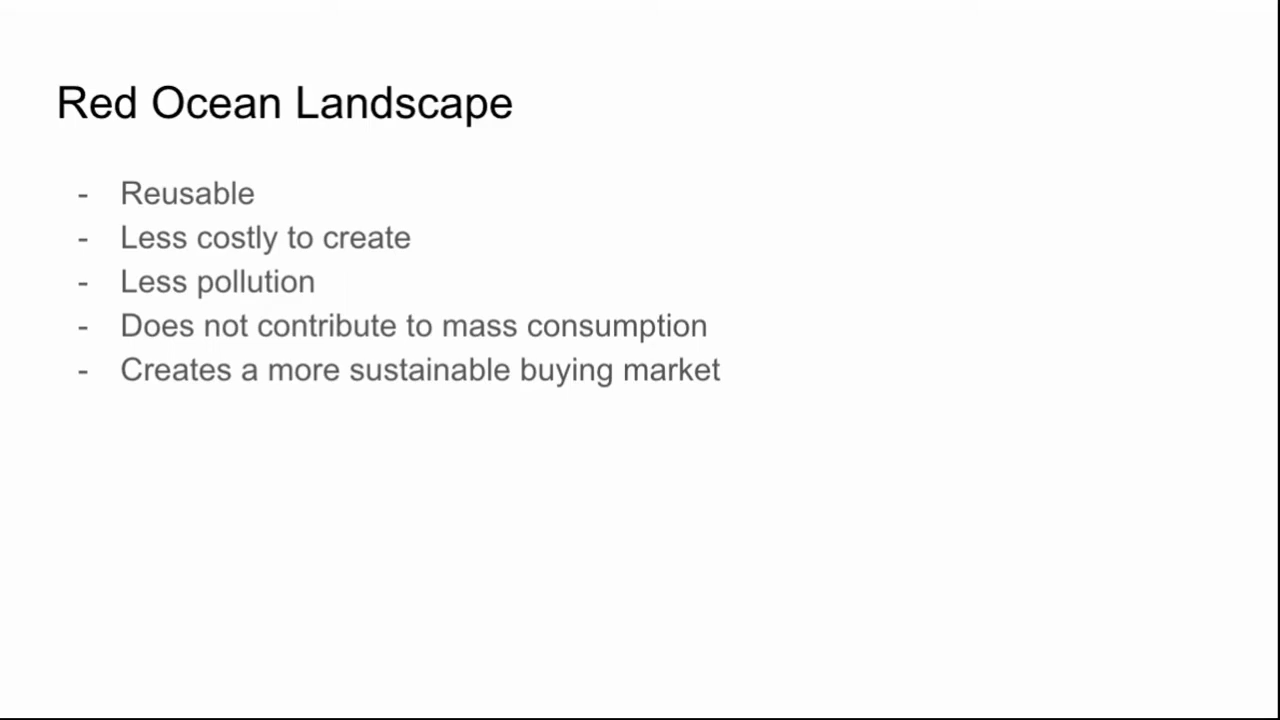 Red Ocean Landscape
- Reusable
- Less costly to create
- Less pollution
- Does not contribute to mass consumption
- Creates a more sustainable buying market